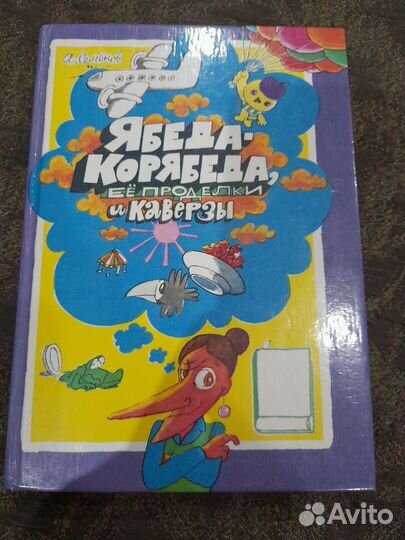 А. Семёнов
ЯБЕДА-
КОРЯБЕДА,
ЕЁ ПРОДЕЛКИ
и КАВЕРЗЫ
Avito